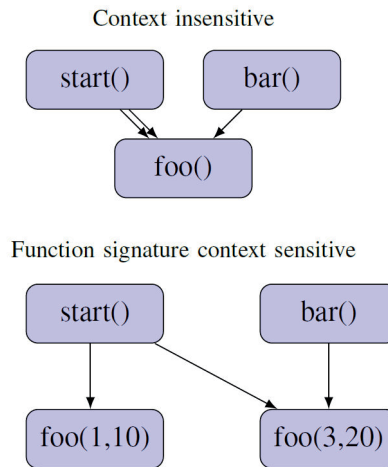 Context insensitive
start() bar()
foo()
Function signature context sensitive
start() bar()
foo(1,10) foo(3,20)